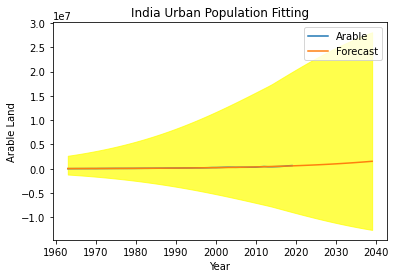 India Urban Population Fitting
1e7
Arable
Forecast
Arable Land
3.0
2.5
2.0
1.5
1.0
0.5
0.0
-0.5
-1.0
1960 1970 1980 1990 2000 2010 2020 2030 2040
Year